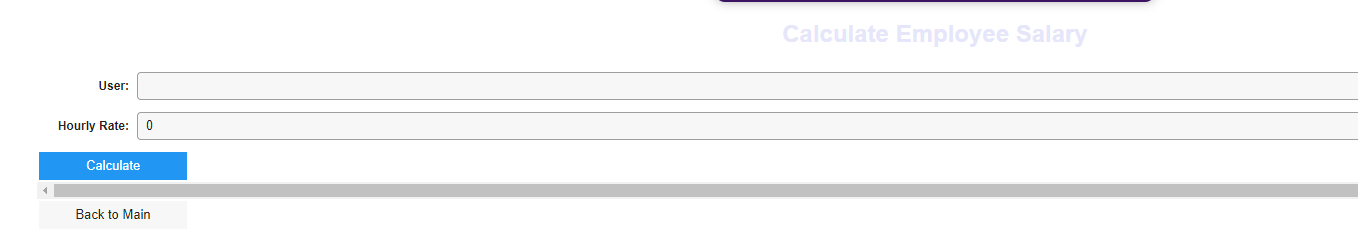 Calculate Employee Salary
User:
Hourly Rate: 0
Calculate
Back to Main